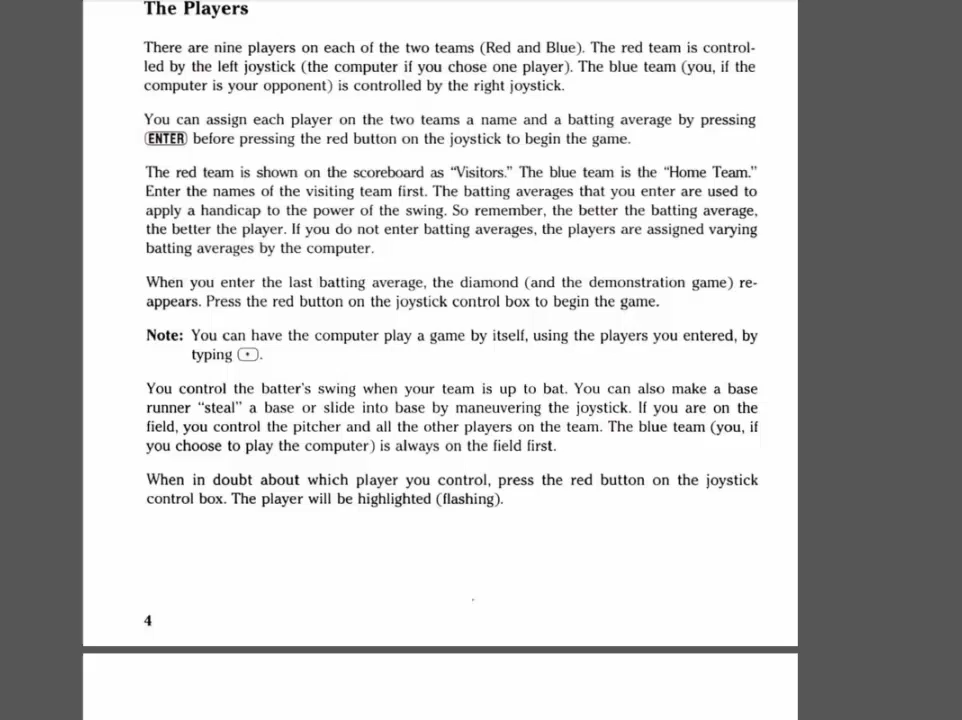 The Players
There are nine players on each of the two teams (Red and Blue). The red team is control-
led by the left joystick (the computer if you chose one player). The blue team (you, if the
computer is your opponent) is controlled by the right joystick.
You can assign each player on the two teams a name and a batting average by pressing
ENTER before pressing the red button on the joystick to begin the game.
The red team is shown on the scoreboard as “Visitors.” The blue team is the “Home Team.”
Enter the names of the visiting team first. The batting averages that you enter are used to
apply a handicap to the power of the swing. So remember, the better the batting average,
the better the player. If you do not enter batting averages, the players are assigned varying
batting averages by the computer.
When you enter the last batting average, the diamond (and the demonstration game) re-
appears. Press the red button on the joystick control box to begin the game.
Note: You can have the computer play a game by itself, using the players you entered, by
typing •.
You control the batter's swing when your team is up to bat. You can also make a base
runner “steal” a base or slide into base by maneuvering the joystick. If you are on the
field, you control the pitcher and all the other players on the team. The blue team (you, if
you choose to play the computer) is always on the field first.
When in doubt about which player you control, press the red button on the joystick
control box. The player will be highlighted (flashing).
4